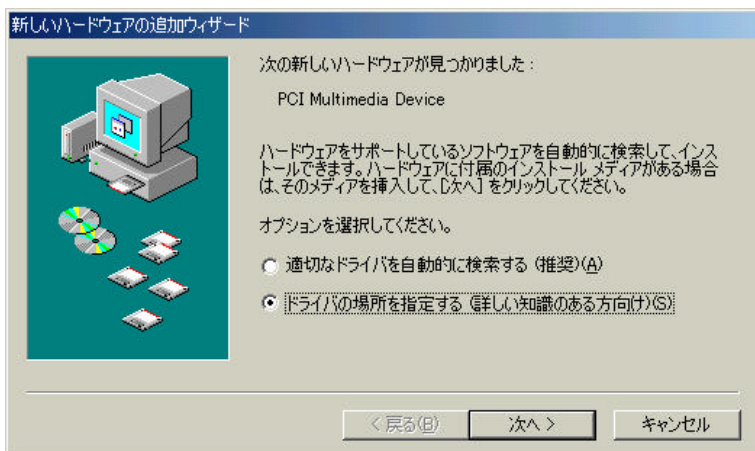 新しいハードウェアの追加ウィザード
次の新しいハードウェアが見つかりました：
PCI Multimedia Device
ハードウェアをサポートしているソフトウェアを自動的に検索して、インス
トールできます。ハードウェアに付属のインストール メディアがある場合
は、そのメディアを挿入して、[次へ] をクリックしてください。
オプションを選択してください。
適切なドライバを自動的に検索する (推奨)(A)
ドライバの場所を指定する (詳しい知識のある方向け)(S)
< 戻る(B)
次へ >
キャンセル